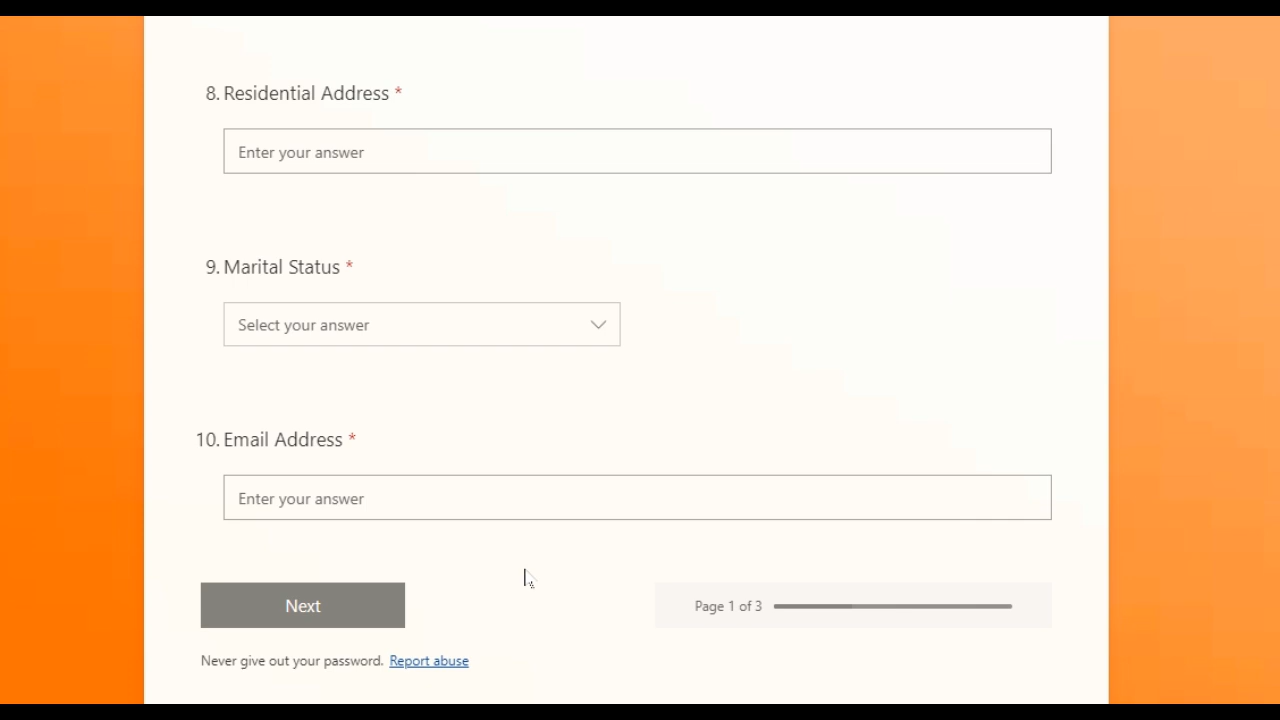 8. Residential Address *
Enter your answer
9. Marital Status *
Select your answer
10. Email Address *
Enter your answer
Next
Page 1 of 3
Never give out your password. Report abuse